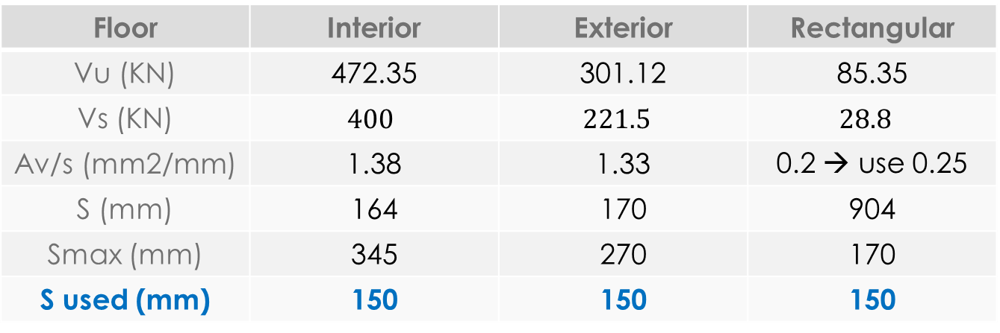 Floor Interior Exterior Rectangular
Vu (KN) 472.35 301.12 85.35
Vs (KN) 400 221.5 28.8
Av/s (mm2/mm) 1.38 1.33 0.2 → use 0.25
S (mm) 164 170 904
Smax (mm) 345 270 170
S used (mm) 150 150 150